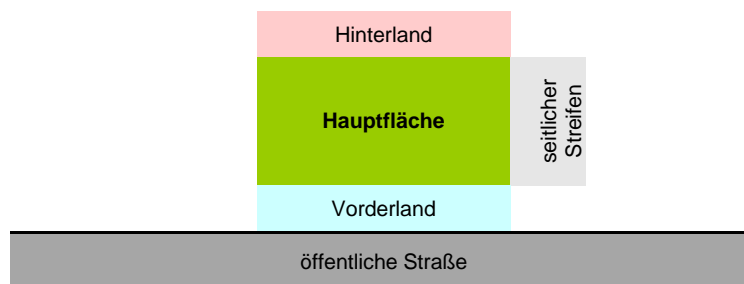 Hinterland
Hauptfläche
seitlicher
Streifen
Vorderland
öffentliche Straße